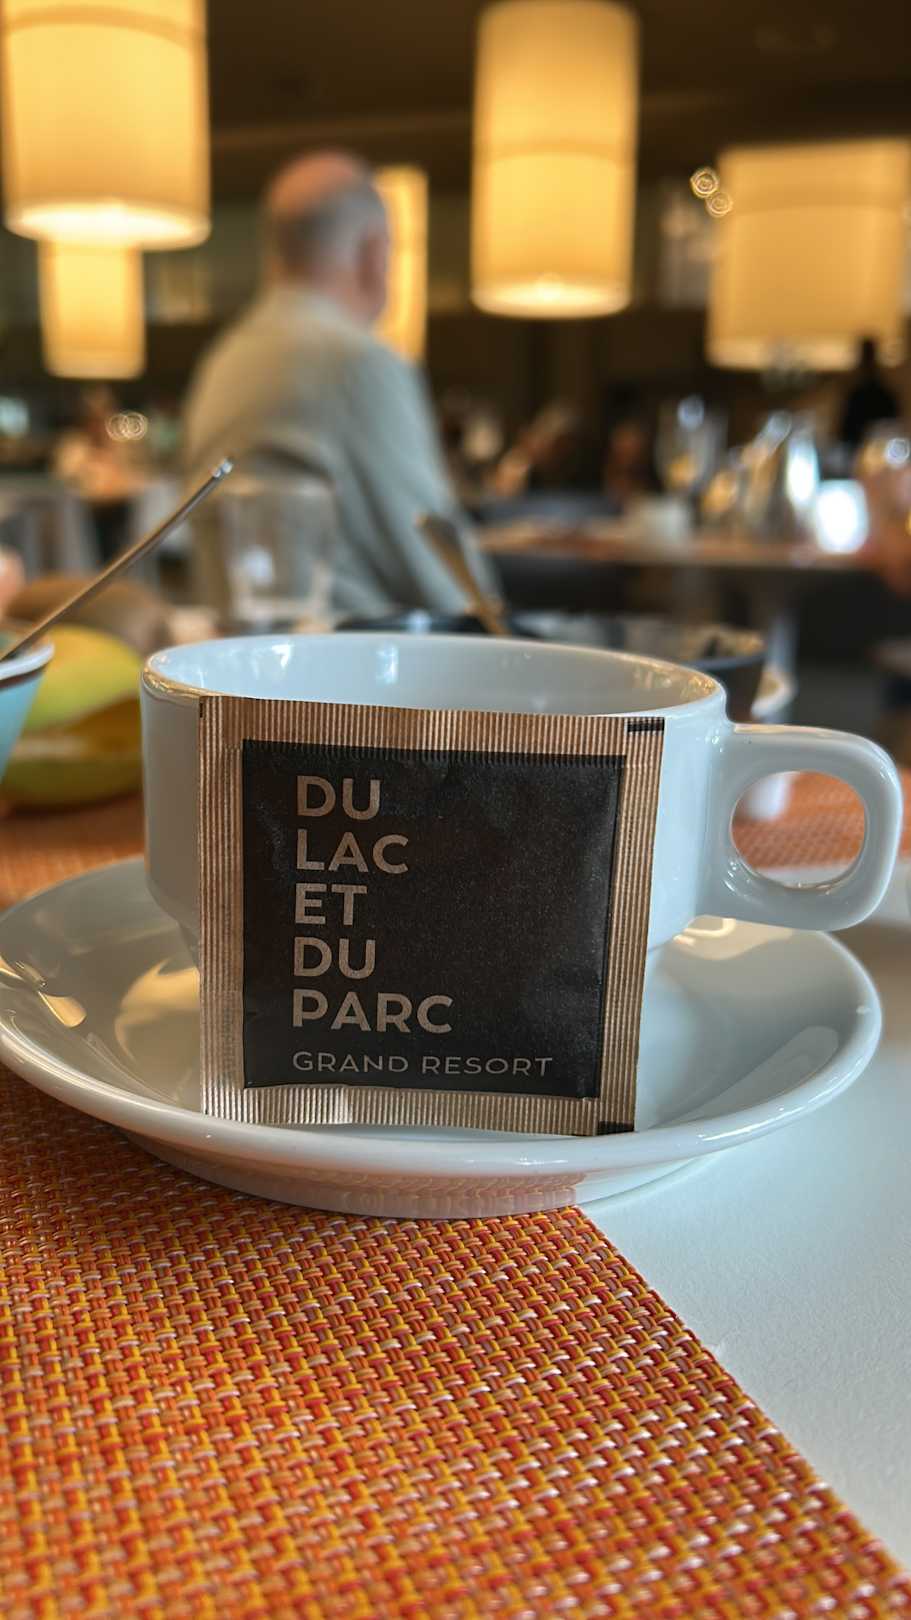 DU
LAC
ET
DU
PARC
GRAND RESORT